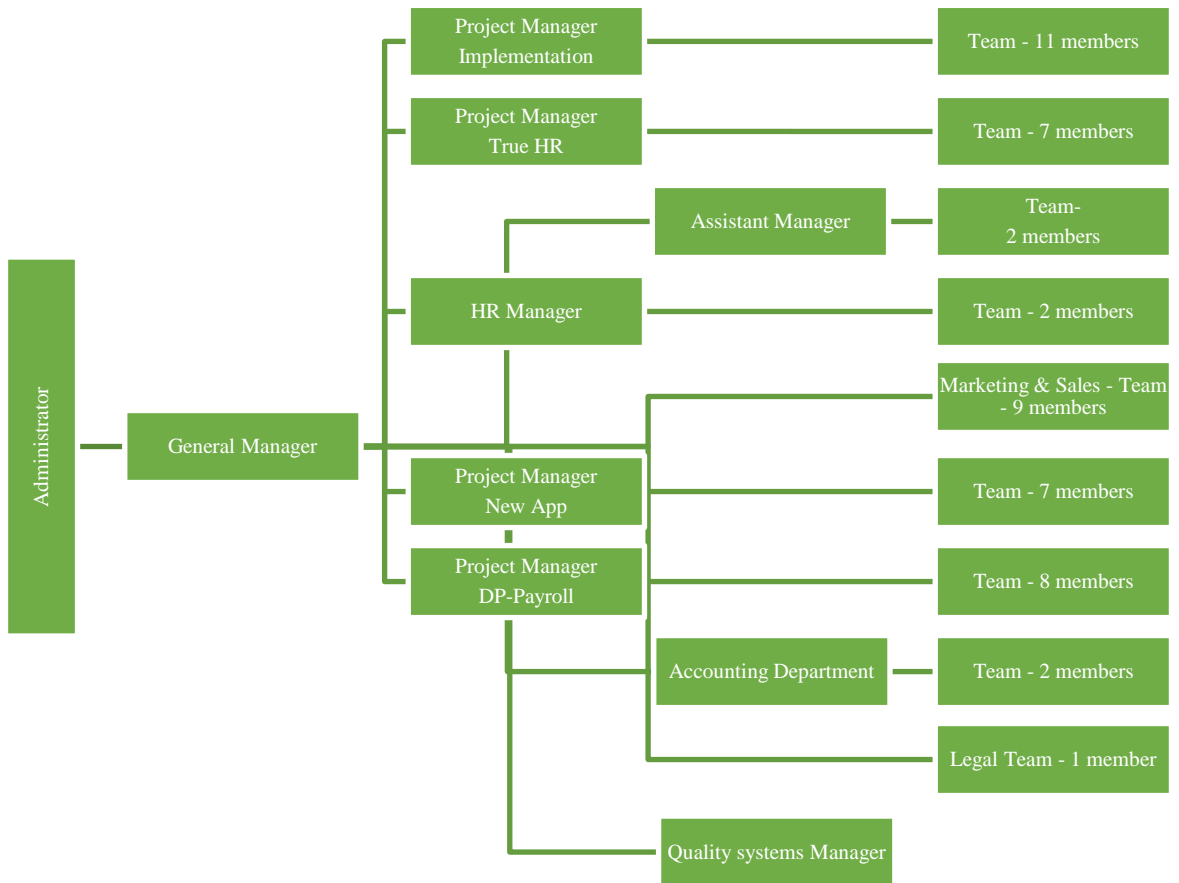 Project Manager
Implementation
Team - 11 members
Project Manager
True HR
Team - 7 members
Assistant Manager
Team-
2 members
HR Manager
Team - 2 members
Administrator
General Manager
Marketing & Sales - Team
- 9 members
Project Manager
New App
Team - 7 members
Project Manager
DP-Payroll
Team - 8 members
Accounting Department
Team - 2 members
Legal Team - 1 member
Quality systems Manager